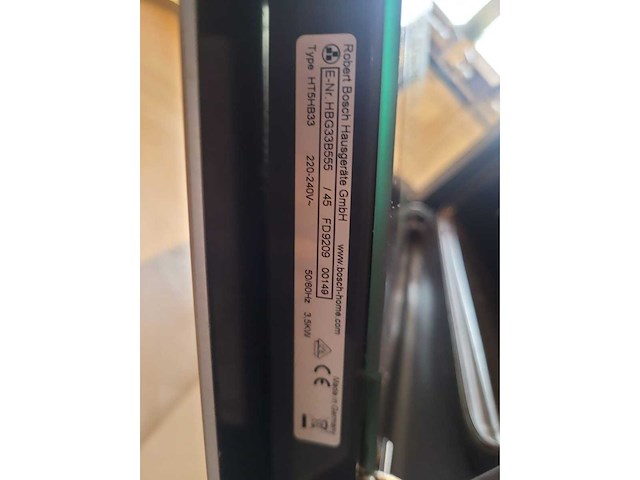 Robert Bosch Hausgeräte GmbH www.bosch-home.com
E-Nr. HBG33B555 /45 FD9209 00149
Type HT5HB33 220-240V~ 50/60Hz 3,5KW
CE Made in Germany